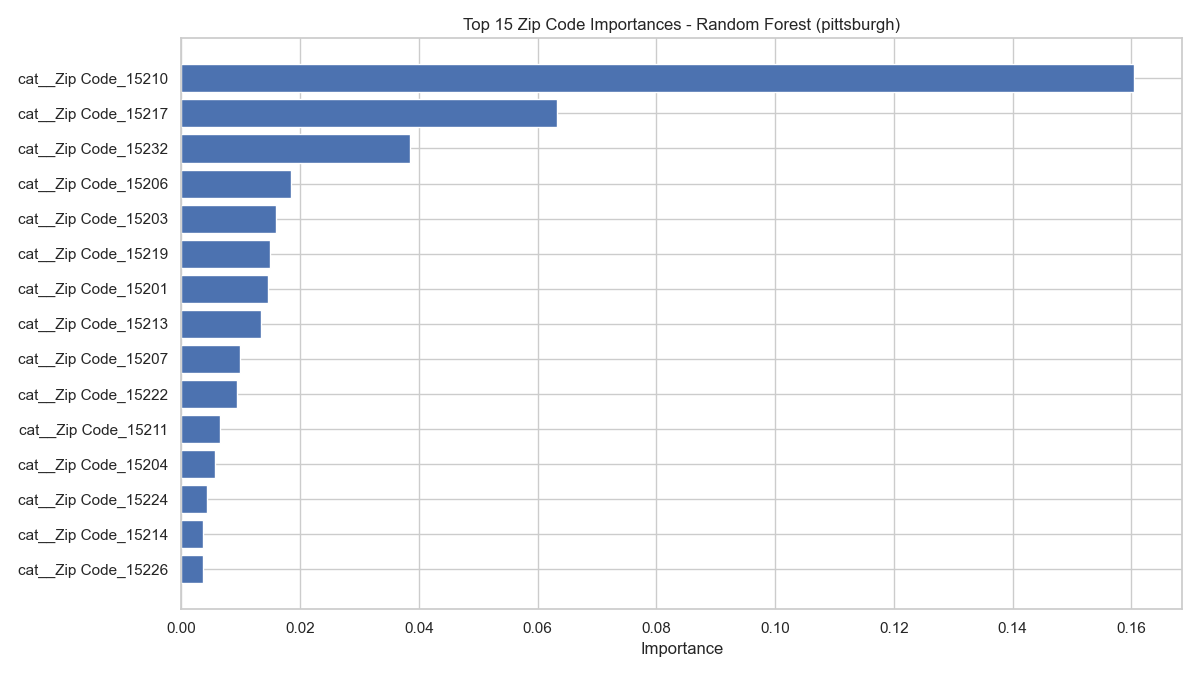 Top 15 Zip Code Importances - Random Forest (pittsburgh)
cat__Zip Code_15210
cat__Zip Code_15217
cat__Zip Code_15232
cat__Zip Code_15206
cat__Zip Code_15203
cat__Zip Code_15219
cat__Zip Code_15201
cat__Zip Code_15213
cat__Zip Code_15207
cat__Zip Code_15222
cat__Zip Code_15211
cat__Zip Code_15204
cat__Zip Code_15224
cat__Zip Code_15214
cat__Zip Code_15226
0.00 0.02 0.04 0.06 0.08 0.10 0.12 0.14 0.16
Importance